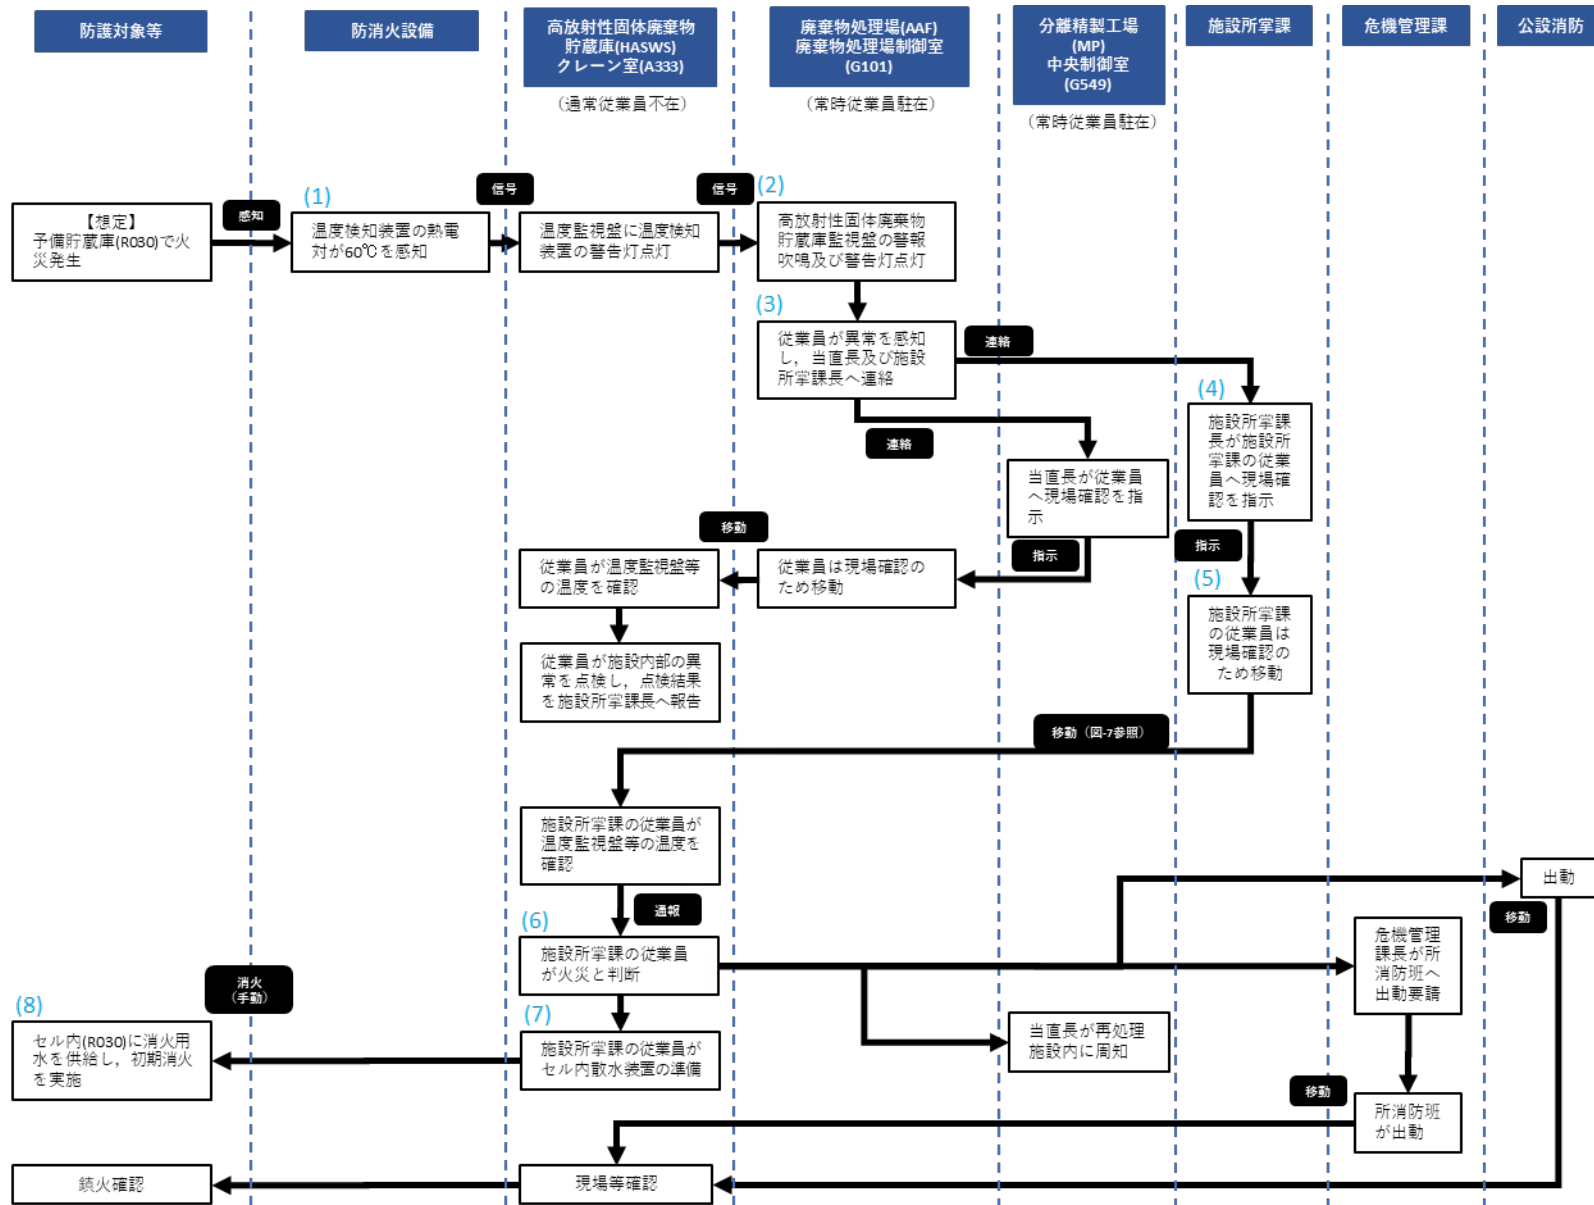 防護対象等
防消火設備
高放射性固体廃棄物
貯蔵庫(HASWS)
クレーン室(A333)
(通常従業員不在)
廃棄物処理場(AAF)
廃棄物処理場制御室
(G101)
(常時従業員駐在)
分離精製工場
(MP)
中央制御室
(G549)
(常時従業員駐在)
施設所掌課
危機管理課
公設消防
【想定】
予備貯蔵庫(R030)で火
災発生
感知
(1)
温度検知装置の熱電
対が60℃を感知
信号
温度監視盤に温度検知
装置の警告灯点灯
信号
(2)
高放射性固体廃棄物
貯蔵庫監視盤の警報
吹鳴及び警告灯点灯
(3)
従業員が異常を感知
し，当直長及び施設
所掌課長へ連絡
連絡
連絡
(4)
施設所掌課
長が施設所
掌課の従業
員へ現場確
認を指示
当直長が従業員
へ現場確認を指
示
指示
指示
移動
従業員は現場確認の
ため移動
従業員が温度監視盤等
の温度を確認
(5)
施設所掌課
の従業員は
現場確認の
ため移動
従業員が施設内部の異
常を点検し，点検結果
を施設所掌課長へ報告
移動（図-7参照）
施設所掌課の従業員が
温度監視盤等の温度を
確認
通報
(6)
施設所掌課の従業員
が火災と判断
出動
移動
危機管理
課長が所
消防班へ
出動要請
(7)
施設所掌課の従業員が
セル内散水装置の準備
当直長が再処理
施設内に周知
消火
（手動）
(8)
セル内(R030)に消火用
水を供給し，初期消火
を実施
移動
所消防班
が出動
現場等確認
鎮火確認